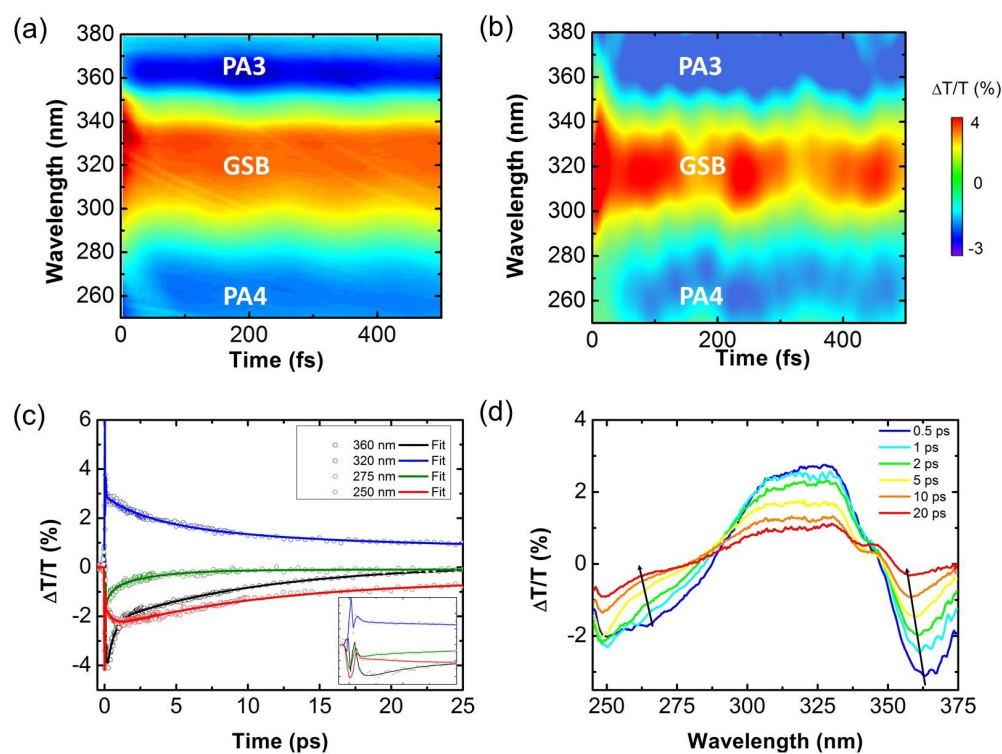 (a)
380
360
340
320
300
280
260
Wavelength (nm)
PA3
GSB
PA4
0
200
400
Time (fs)
(b)
380
360
340
320
300
280
260
Wavelength (nm)
PA3
GSB
PA4
0
200
400
Time (fs)
ΔT/T (%)
4
0
-3
(c)
6
4
2
0
-2
-4
ΔT/T (%)
360 nm Fit
320 nm Fit
275 nm Fit
250 nm Fit
0
5
10
15
20
25
Time (ps)
(d)
4
2
0
-2
ΔT/T (%)
0.5 ps
1 ps
2 ps
5 ps
10 ps
20 ps
250
275
300
325
350
375
Wavelength (nm)